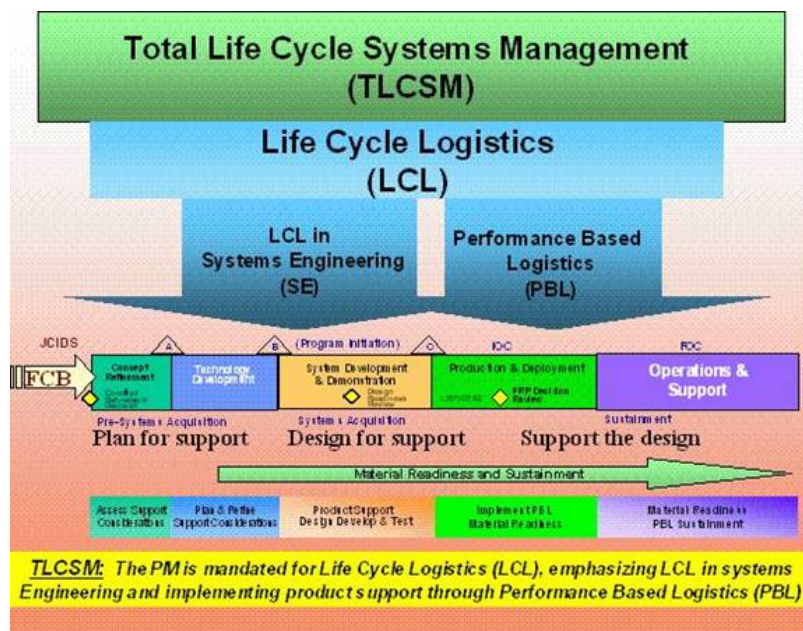 Total Life Cycle Systems Management
(TLCSM)
Life Cycle Logistics
(LCL)
LCL in
Systems Engineering
(SE)
Performance Based
Logistics
(PBL)
JCIDS
A
B
(Program Initiation)
C
IOC
FOC
FCB
Concept
Refinement
Technology
Development
System Development
& Demonstration
Production & Deployment
FRP Decision
Review
Operations &
Support
Pre-Systems Acquisition
Systems Acquisition
Sustainment
Plan for support
Design for support
Support the design
Material Readiness and Sustainment
Assess Support
Considerations
Plan & Refine
Support Considerations
Product Support
Design Develop & Test
Implement PBL
Material Readiness
Material Readiness
PBL Sustainment
TLCSM: The PM is mandated for Life Cycle Logistics (LCL), emphasizing LCL in systems
Engineering and implementing product support through Performance Based Logistics (PBL)